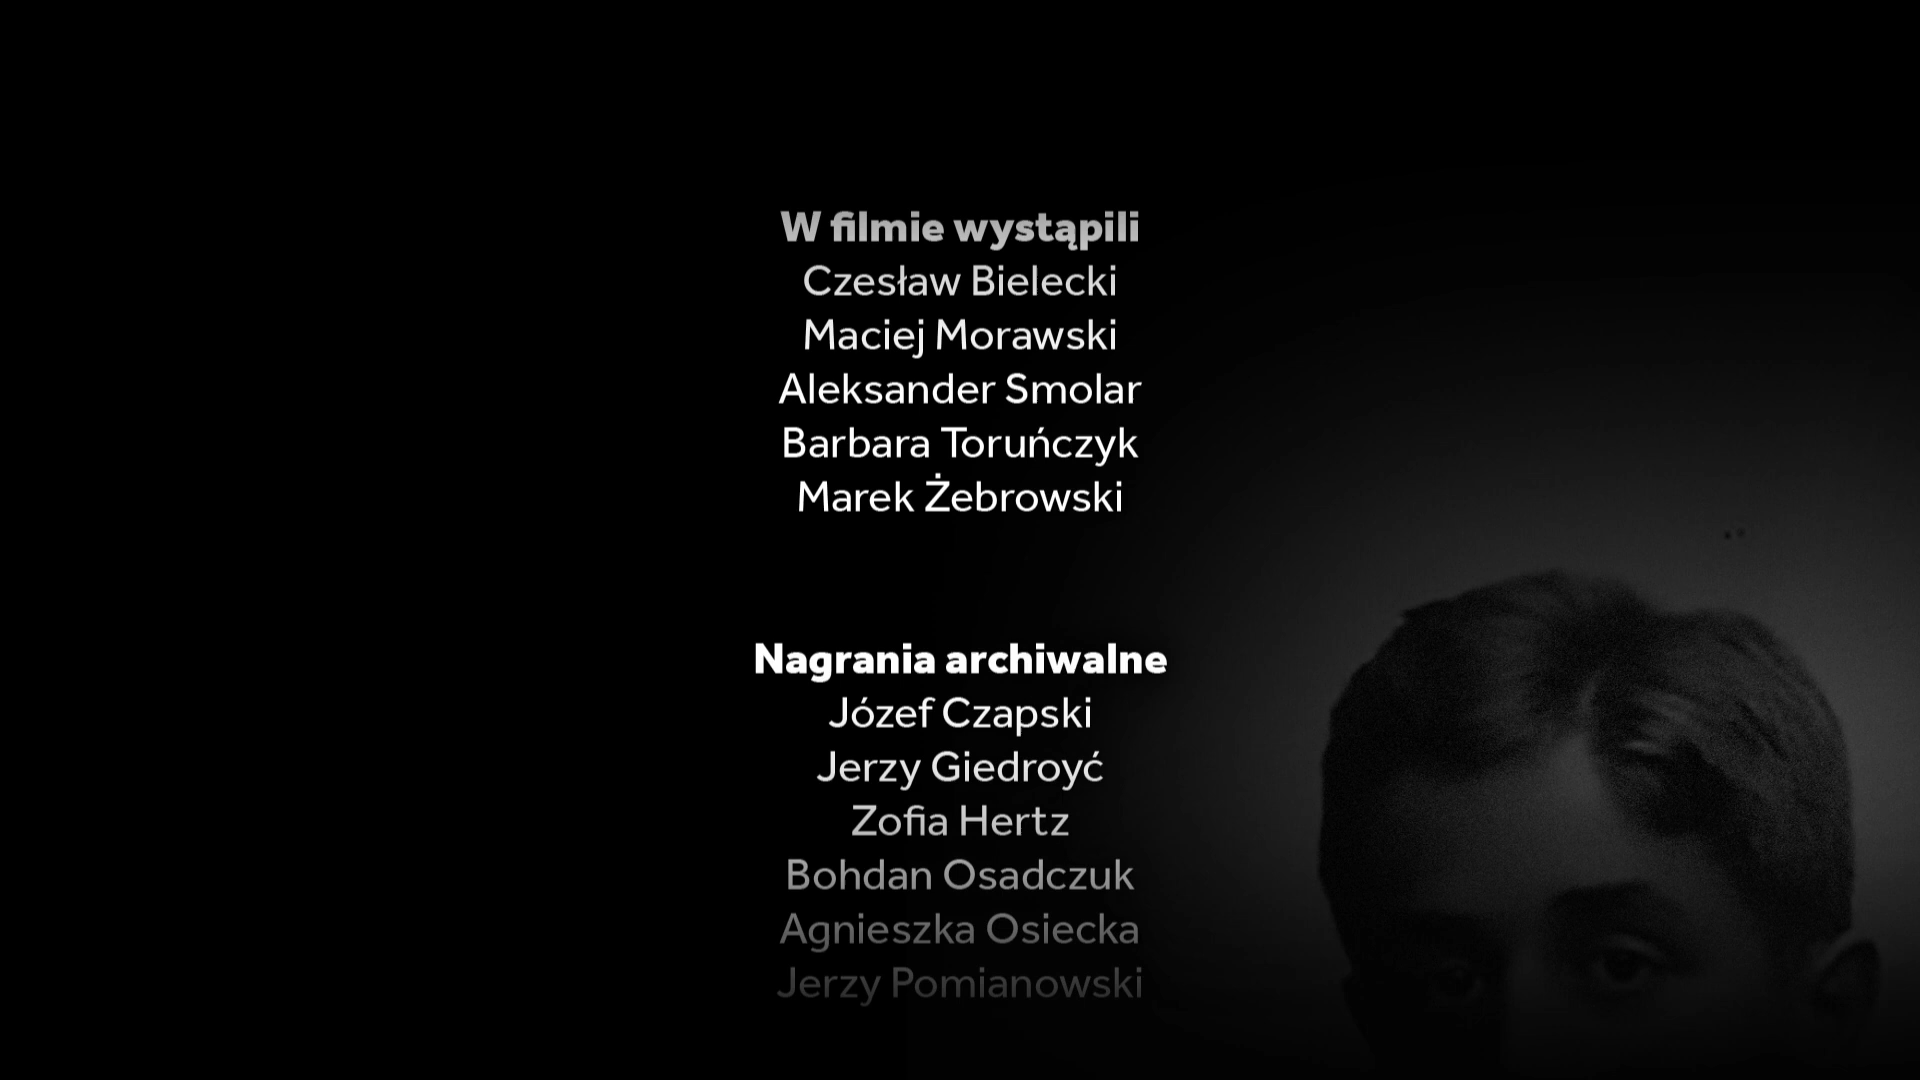 W filmie wystąpili
Czesław Bielecki
Maciej Morawski
Aleksander Smolar
Barbara Toruńczyk
Marek Żebrowski
Nagrania archiwalne
Józef Czapski
Jerzy Giedroyć
Zofia Hertz
Bohdan Osadczuk
Agnieszka Osiecka
Jerzy Pomianowski